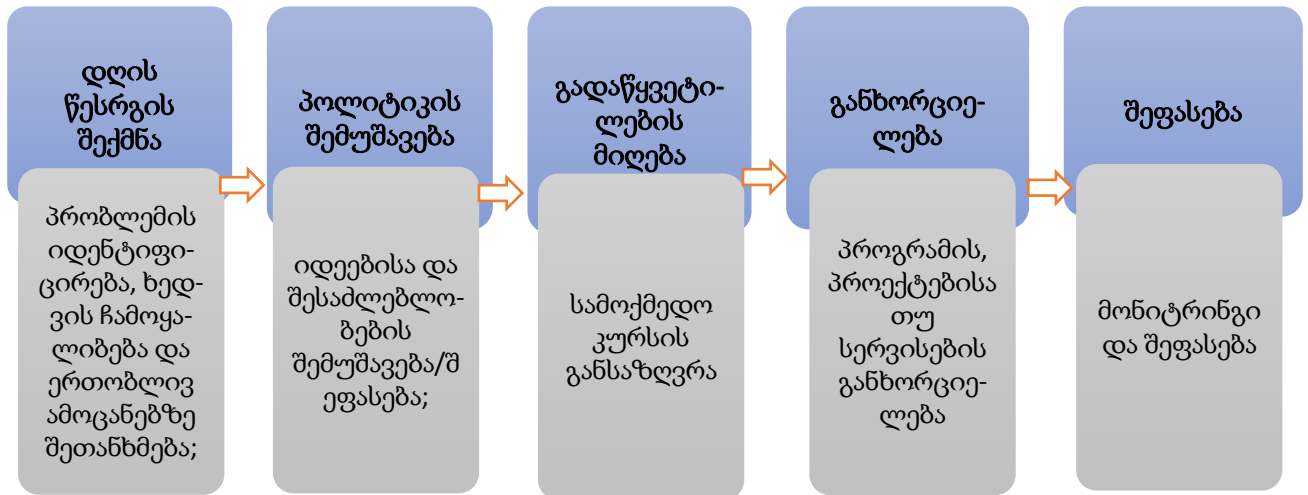 დღის
წესრგის
შექმნა
პრობლემის
იდენტიფი-
ცირება, ხედ-
ვის ჩამოყა-
ლიბება და
ერთობლივ
ამოცანებზე
შეთანხმება;
პოლიტიკის
შემუშავება
იდეებისა და
შესაძლებლო-
ბების
შემუშავება/შ
ეფასება;
გადაწყვეტი-
ლების
მიღება
სამოქმედო
კურსის
განსაზღვრა
განხორციე-
ლება
პროგრამის,
პროექტებისა
თუ
სერვისების
განხორციე-
ლება
შეფასება
მონიტრინგი
და შეფასება